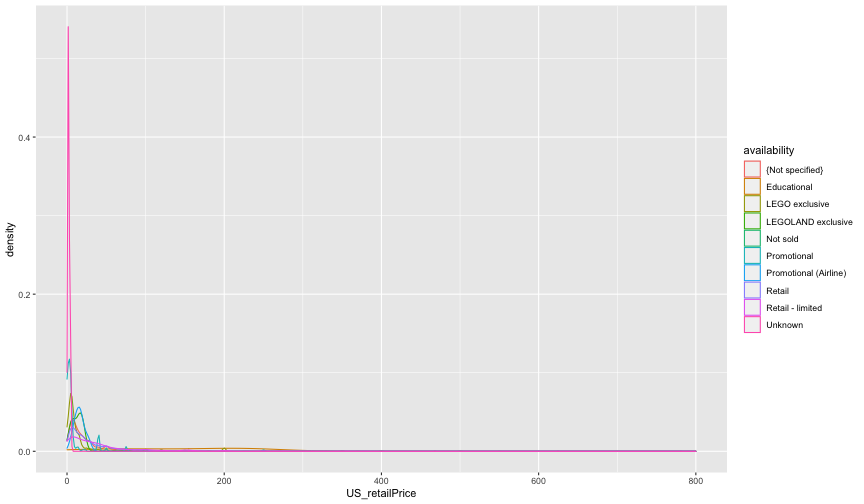 0.4
0.2
0.0
density
0
200
400
600
800
US_retailPrice
availability
{Not specified}
Educational
LEGO exclusive
LEGOLAND exclusive
Not sold
Promotional
Promotional (Airline)
Retail
Retail - limited
Unknown